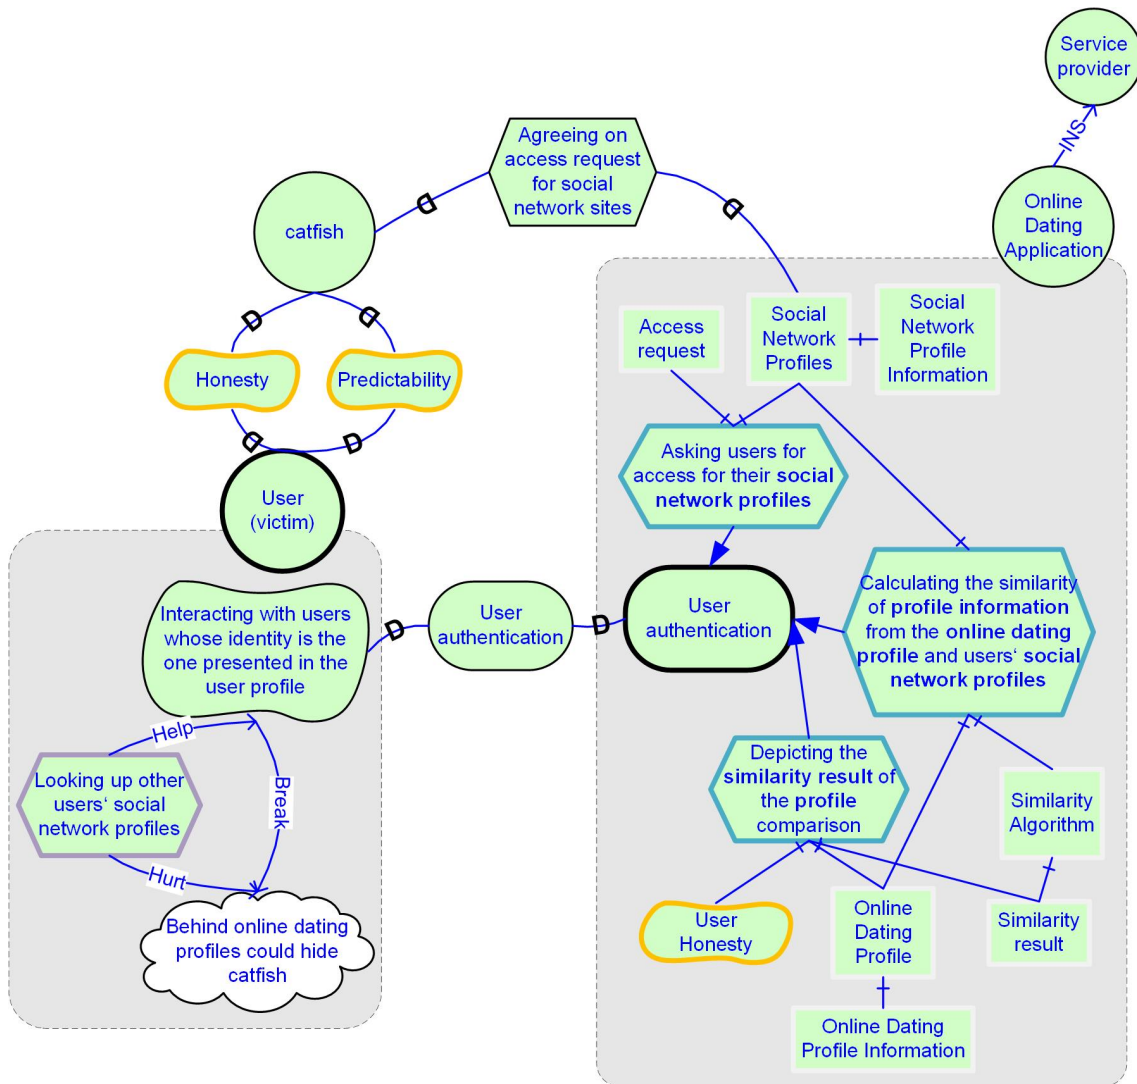 Service
provider
INS
Online
Dating
Application
Agreeing on
access request
for social
network sites
D
D
catfish
D
D
Honesty
Predictability
D
D
User
(victim)
Access
request
Social
Network
Profiles
Social
Network
Profile
Information
Asking users for
access for their social
network profiles
Interacting with users
whose identity is the
one presented in the
user profile
D
User
authentication
D
User
authentication
Calculating the similarity
of profile information
from the online dating
profile and users‘ social
network profiles
Help
Looking up other
users‘ social
network profiles
Break
Hurt
Behind online dating
profiles could hide
catfish
Depicting the
similarity result of
the profile
comparison
Similarity
Algorithm
User
Honesty
Online
Dating
Profile
Similarity
result
Online Dating
Profile Information